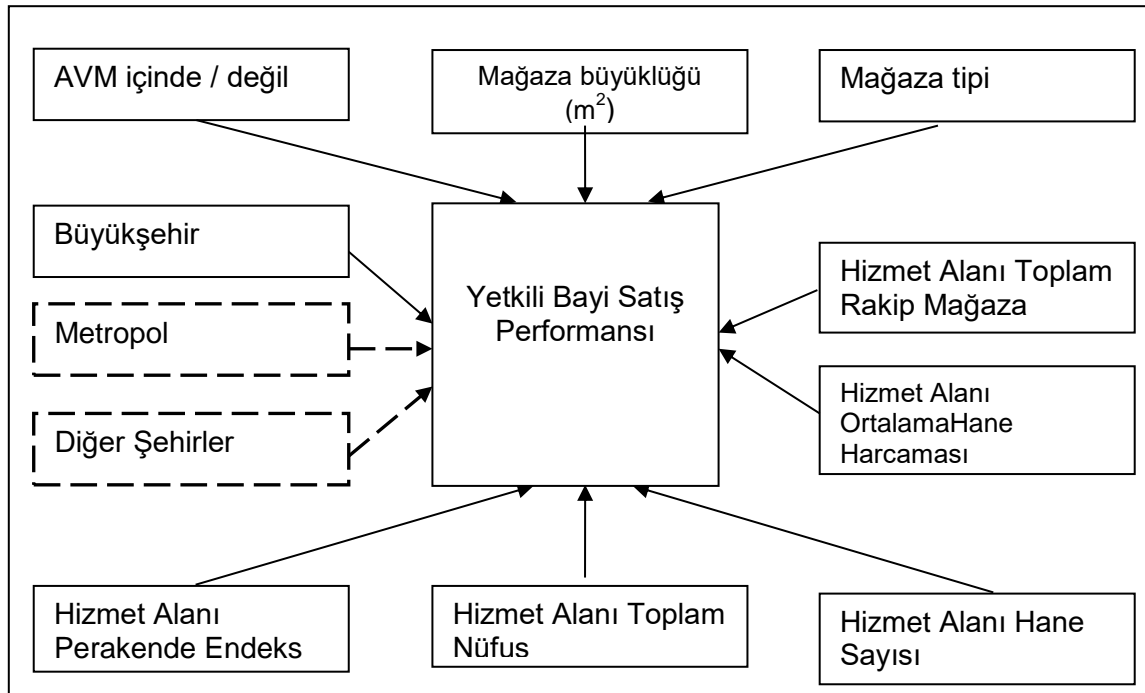 AVM içinde / değil
Mağaza büyüklüğü
(m²)
Mağaza tipi
Büyükşehir
Metropol
Diğer Şehirler
Yetkili Bayi Satış
Performansı
Hizmet Alanı Toplam
Rakip Mağaza
Hizmet Alanı
OrtalamaHane
Harcaması
Hizmet Alanı
Perakende Endeks
Hizmet Alanı Toplam
Nüfus
Hizmet Alanı Hane
Sayısı